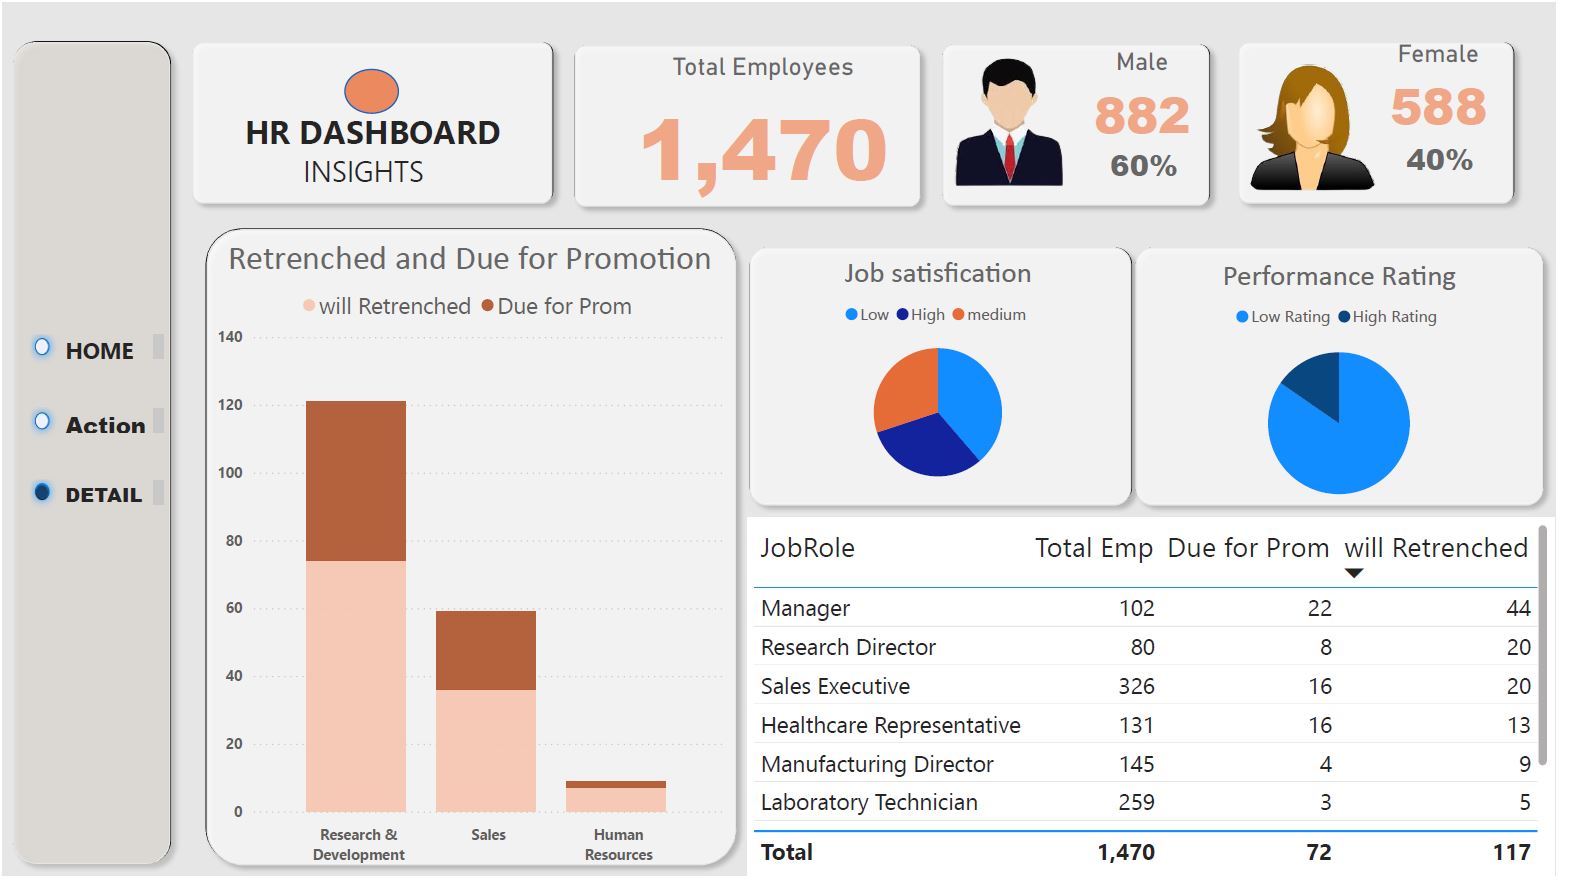 HR DASHBOARD
INSIGHTS
Total Employees
1,470
Male
882
60%
Female
588
40%
HOME
Action
DETAIL
Retrenched and Due for Promotion
will Retrenched Due for Prom
140
120
100
80
60
40
20
0
Research & Development
Sales
Human Resources
Job satisfication
Low High medium
Performance Rating
Low Rating High Rating
JobRole Total Emp Due for Prom will Retrenched
Manager 102 22 44
Research Director 80 8 20
Sales Executive 326 16 20
Healthcare Representative 131 16 13
Manufacturing Director 145 4 9
Laboratory Technician 259 3 5
Total 1,470 72 117